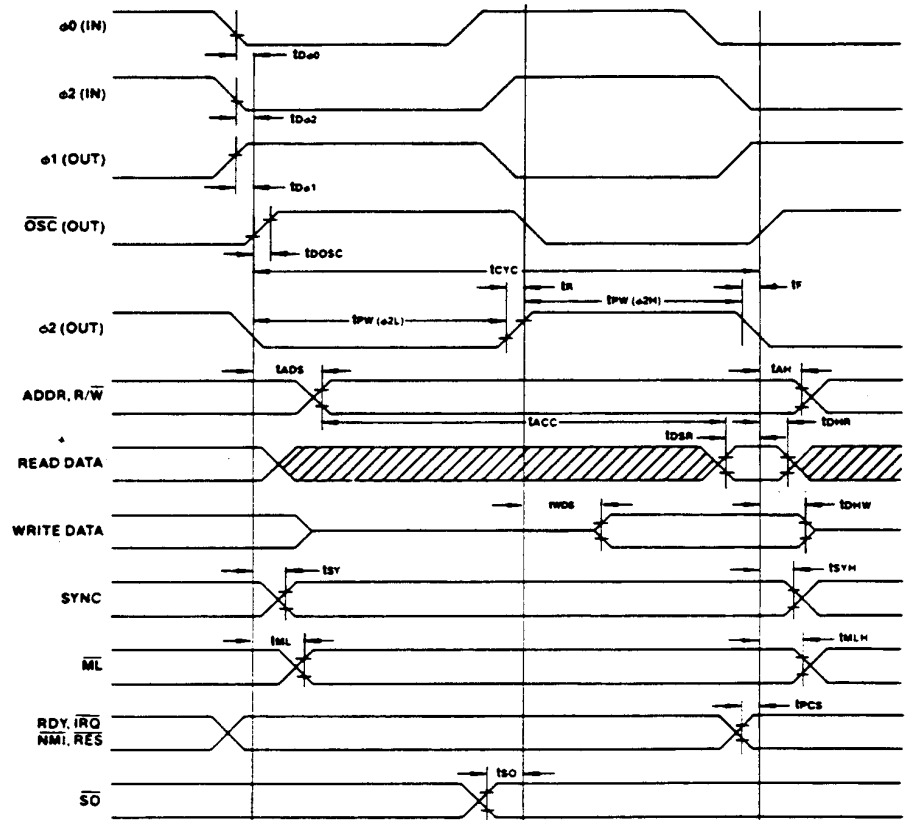 ø0 (IN)
tDø0
ø2 (IN)
tDø2
ø1 (OUT)
tDø1
OSC (OUT)
tDOSC
tCYC
tR
tPW (ø2H)
tF
ø2 (OUT)
tPW (ø2L)
tADS
tAH
ADDR, R/W
tACC
tDHR
tDSR
READ DATA
tWDS
tDHW
WRITE DATA
tSY
tSYH
SYNC
tML
tMLH
ML
tPCS
RDY, IRQ
NMI, RES
tSO
SO